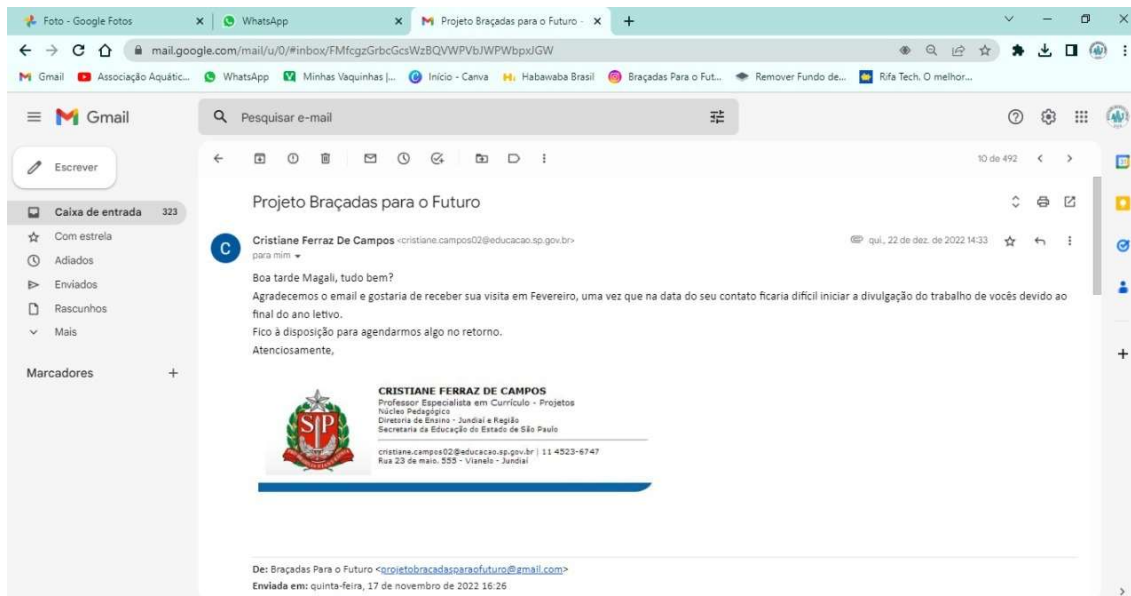 Foto - Google Fotos
WhatsApp
Projeto Braçadas para o Futuro -
mail.google.com/mail/u/0/#inbox/FMfcgzGrbcGcsWzBQVWPVbJWPWbpxJGW
Gmail
Associação Aquátic...
WhatsApp
Minhas Vaquinhas |...
Início - Canva
Habawaba Brasil
Braçadas Para o Fut...
Remover Fundo de...
Rifa Tech. O melhor...
Gmail
Pesquisar e-mail
Escrever
10 de 492
Caixa de entrada 323
Com estrela
Adiados
Enviados
Rascunhos
Mais
Marcadores
Projeto Braçadas para o Futuro
C
Cristiane Ferraz De Campos <cristiane.campos02@educacao.sp.gov.br>
qui., 22 de dez. de 2022 14:33
para mim
Boa tarde Magali, tudo bem?
Agradecemos o email e gostaria de receber sua visita em Fevereiro, uma vez que na data do seu contato ficaria difícil iniciar a divulgação do trabalho de vocês devido ao
final do ano letivo.
Fico à disposição para agendarmos algo no retorno.
Atenciosamente,
SP
CRISTIANE FERRAZ DE CAMPOS
Professor Especialista em Currículo - Projetos
Núcleo Pedagógico
Diretoria de Ensino - Jundiaí e Região
Secretaria da Educação do Estado de São Paulo
cristiane.campos02@educacao.sp.gov.br | 11 4523-6747
Rua 23 de maio, 555 - Vianelo - Jundiaí
De: Braçadas Para o Futuro <projetobracadasparaofuturo@gmail.com>
Enviada em: quinta-feira, 17 de novembro de 2022 16:26